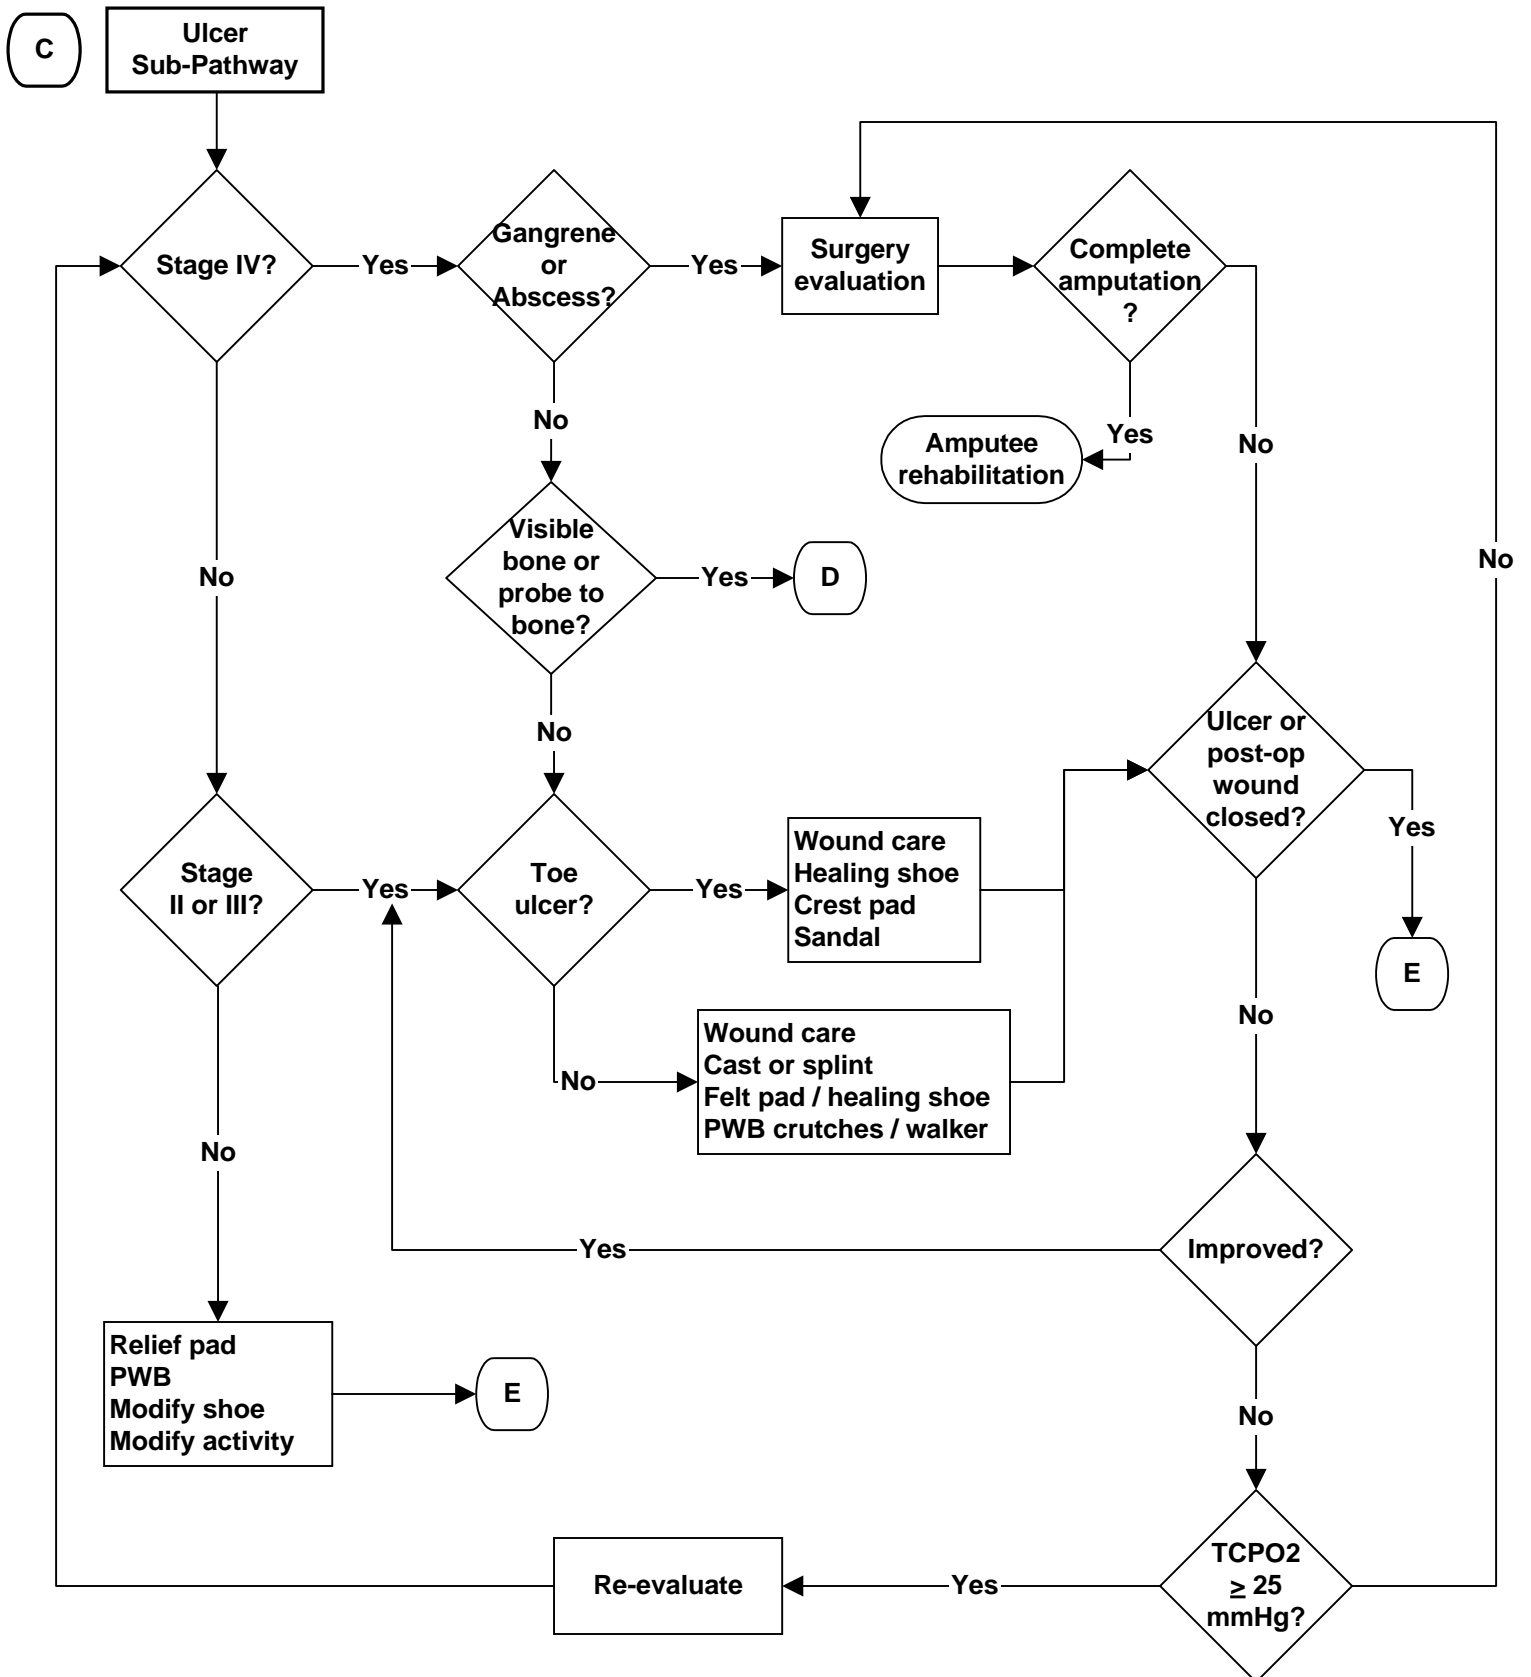 C
Ulcer
Sub-Pathway
Stage IV?
Yes
Gangrene
or
Abscess?
Yes
Surgery
evaluation
Complete
amputation
?
No
Yes
Amputee
rehabilitation
No
No
Visible
bone or
probe to
bone?
Yes
D
No
No
No
Ulcer or
post-op
wound
closed?
Yes
E
Stage
II or III?
Yes
Toe
ulcer?
Yes
Wound care
Healing shoe
Crest pad
Sandal
No
No
Wound care
Cast or splint
Felt pad / healing shoe
PWB crutches / walker
No
Improved?
Yes
Relief pad
PWB
Modify shoe
Modify activity
E
No
TCPO2
≥ 25
mmHg?
Yes
Re-evaluate